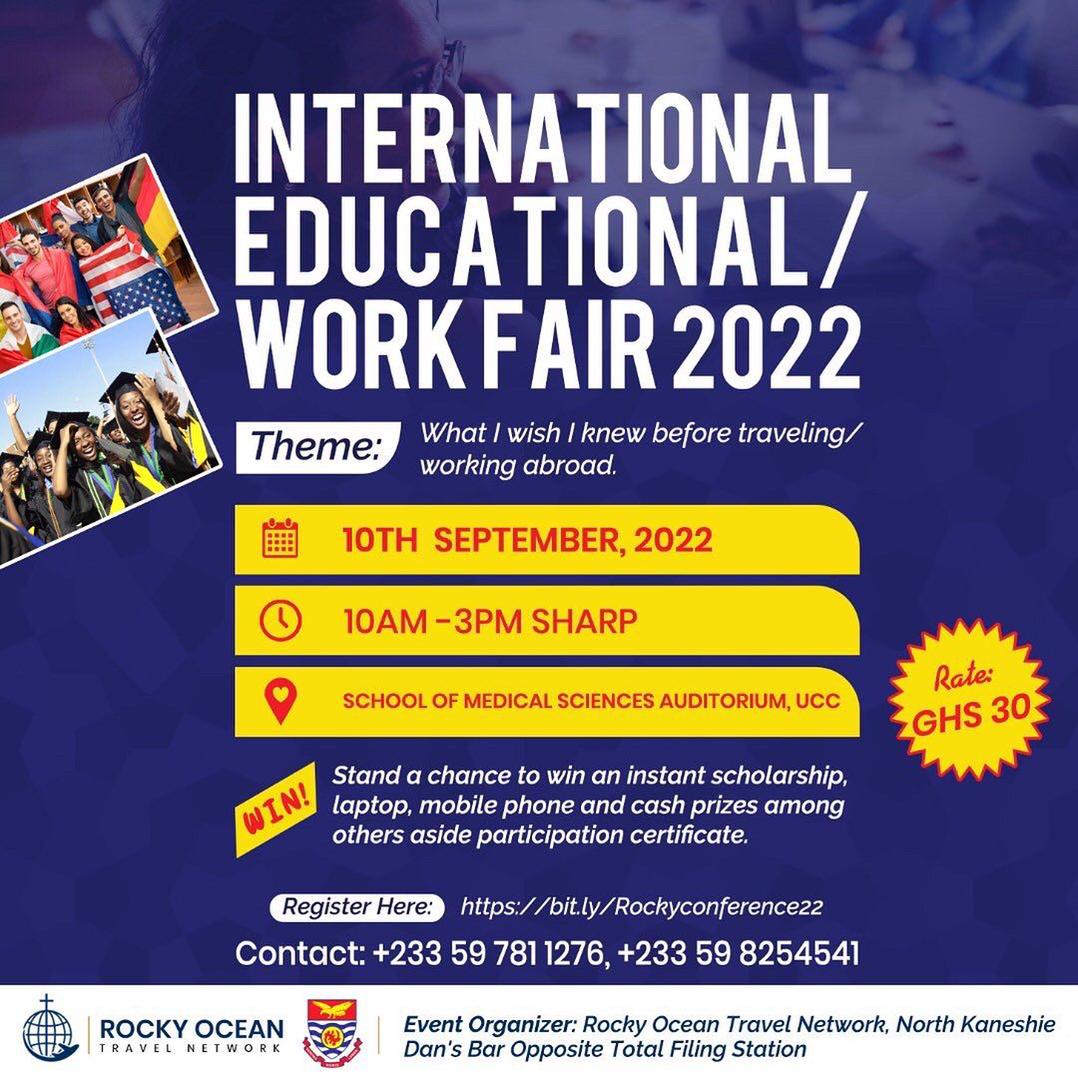 INTERNATIONAL
EDUCATIONAL/
WORK FAIR 2022
Theme:
What I wish I knew before traveling/
working abroad.
10TH SEPTEMBER, 2022
10AM -3PM SHARP
SCHOOL OF MEDICAL SCIENCES AUDITORIUM, UCC
Rate:
GHS 30
WIN!
Stand a chance to win an instant scholarship,
laptop, mobile phone and cash prizes among
others aside participation certificate.
Register Here: https://bit.ly/Rockyconference22
Contact: +233 59 781 1276, +233 59 8254541
ROCKY OCEAN
TRAVEL NETWORK
Event Organizer: Rocky Ocean Travel Network, North Kaneshie
Dan's Bar Opposite Total Filing Station